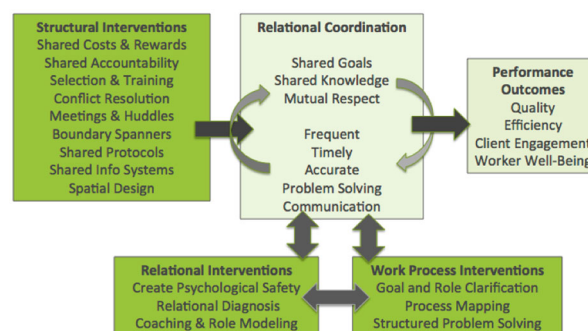 Structural Interventions
Shared Costs & Rewards
Shared Accountability
Selection & Training
Conflict Resolution
Meetings & Huddles
Boundary Spanners
Shared Protocols
Shared Info Systems
Spatial Design
Relational Coordination
Shared Goals
Shared Knowledge
Mutual Respect
Frequent
Timely
Accurate
Problem Solving
Communication
Performance
Outcomes
Quality
Efficiency
Client Engagement
Worker Well-Being
Relational Interventions
Create Psychological Safety
Relational Diagnosis
Coaching & Role Modeling
Work Process Interventions
Goal and Role Clarification
Process Mapping
Structured Problem Solving